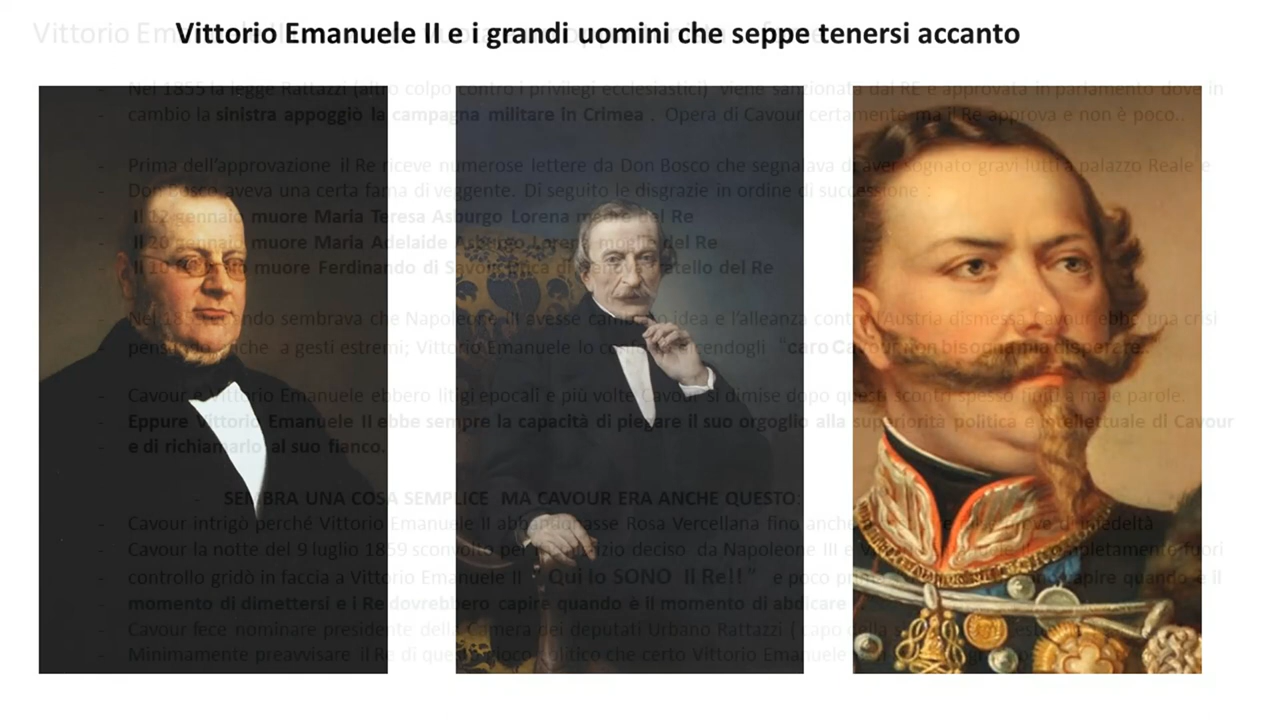 Vittorio Emanuele II e i grandi uomini che seppe tenersi accanto
Vittorio Em
- Nel 1855 la legge Rattazzi (altro colpo contro i privilegi ecclesiastici) viene sanzionata dal RE e approvata in parlamento dove in
- cambio la sinistra appoggiò la campagna militare in Crimea . Opera di Cavour certamente ma il Re approva e non è poco..
- Prima dell'approvazione il Re riceve numerose lettere da Don Bosco che segnalava di aver sognato gravi lutti a palazzo Reale e
- Don Bosco aveva una certa fama di veggente. Di seguito le disgrazie in ordine di successione :
- Il 12 gennaio muore Maria Teresa Asburgo Lorena madre del Re
- Il 20 gennaio muore Maria Adelaide Asburgo Lorena moglie del Re
- Il muore Ferdinando di Savoia duca di fratello del Re
- Nel sembrava che Napoleone III avesse cambiato idea e l'alleanza contro l'Austria dismessa Cavour ebbe una crisi
- anche a gesti estremi; Vittorio Emanuele lo dicendogli "caro Cavour non bisogna mia disperare
- Cavour e Vittorio Emanuele ebbero litigi epocali e più volte Cavour si dimise dopo questi scontri spesso finiti a male parole.
- Eppure Vittorio Emanuele II ebbe sempre la capacità di piegare il suo orgoglio alla superiorità politica e intellettuale di Cavour
- e di richiamarlo al suo fianco.
- SEMBRA UNA COSA SEMPLICE MA CAVOUR ERA ANCHE QUESTO:
- Cavour intrigò perché Vittorio Emanuele II abbandonasse Rosa Vercellana fino anche prove di infedeltà
- Cavour la notte del 9 luglio 1859 sconvolto per deciso da Napoleone III e completamente fuori
- controllo gridò in faccia a Vittorio Emanuele II " Qui Io SONO Il Re!! " e poco capire quando è il
- momento di dimettersi e i Re dovrebbero capire quando è il momento di abdicare
- Cavour fece nominare presidente della Camera dei deputati Urbano Rattazzi ( capo della
- Minimamente preavvisare il Re di questo gioco politico che certo Vittorio Emanuele